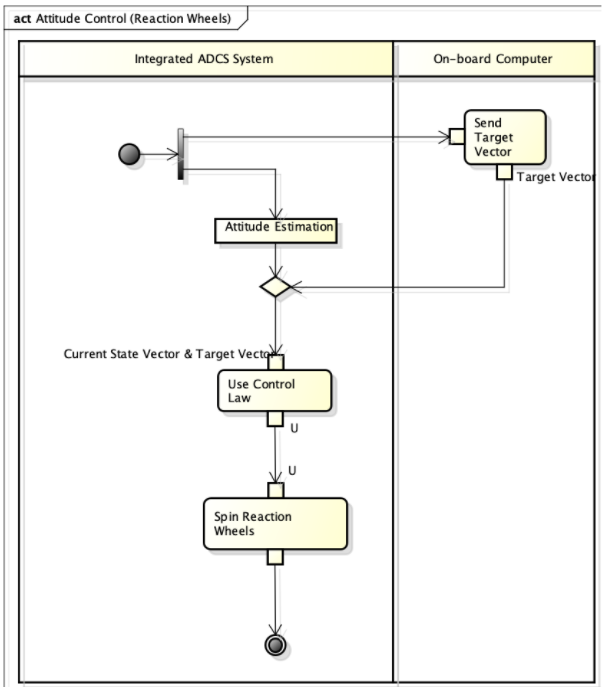 act Attitude Control (Reaction Wheels)
Integrated ADCS System
On-board Computer
Send
Target
Vector
Target Vector
Attitude Estimation
Current State Vector & Target Vector
Use Control
Law
U
U
Spin Reaction
Wheels